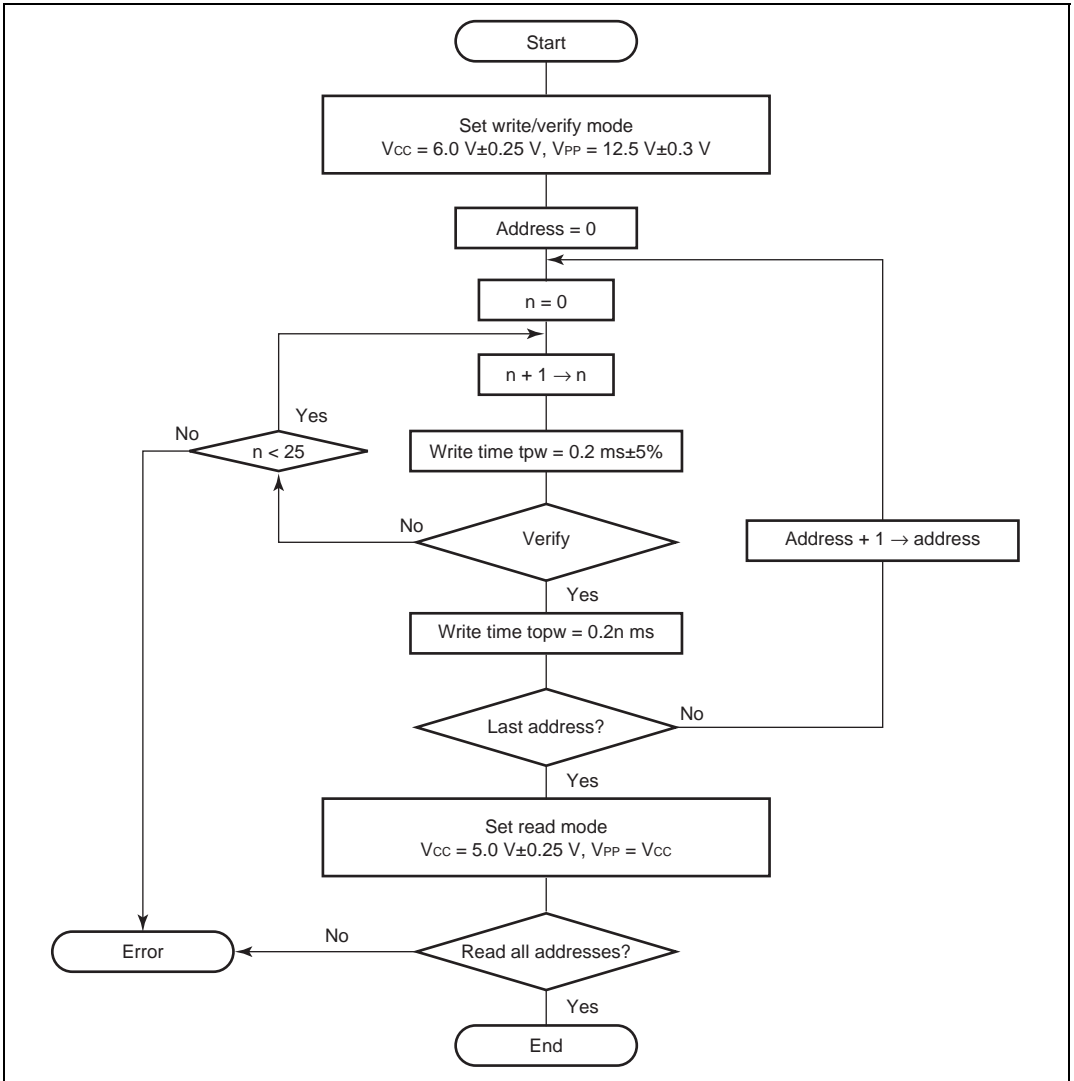 Start
Set write/verify mode
VCC = 6.0 V±0.25 V, VPP = 12.5 V±0.3 V
Address = 0
n = 0
n + 1 → n
Yes
No
n < 25
Write time tpw = 0.2 ms±5%
No
Verify
Address + 1 → address
Yes
Write time topw = 0.2n ms
Last address?
No
Yes
Set read mode
VCC = 5.0 V±0.25 V, VPP = VCC
No
Error
Read all addresses?
Yes
End